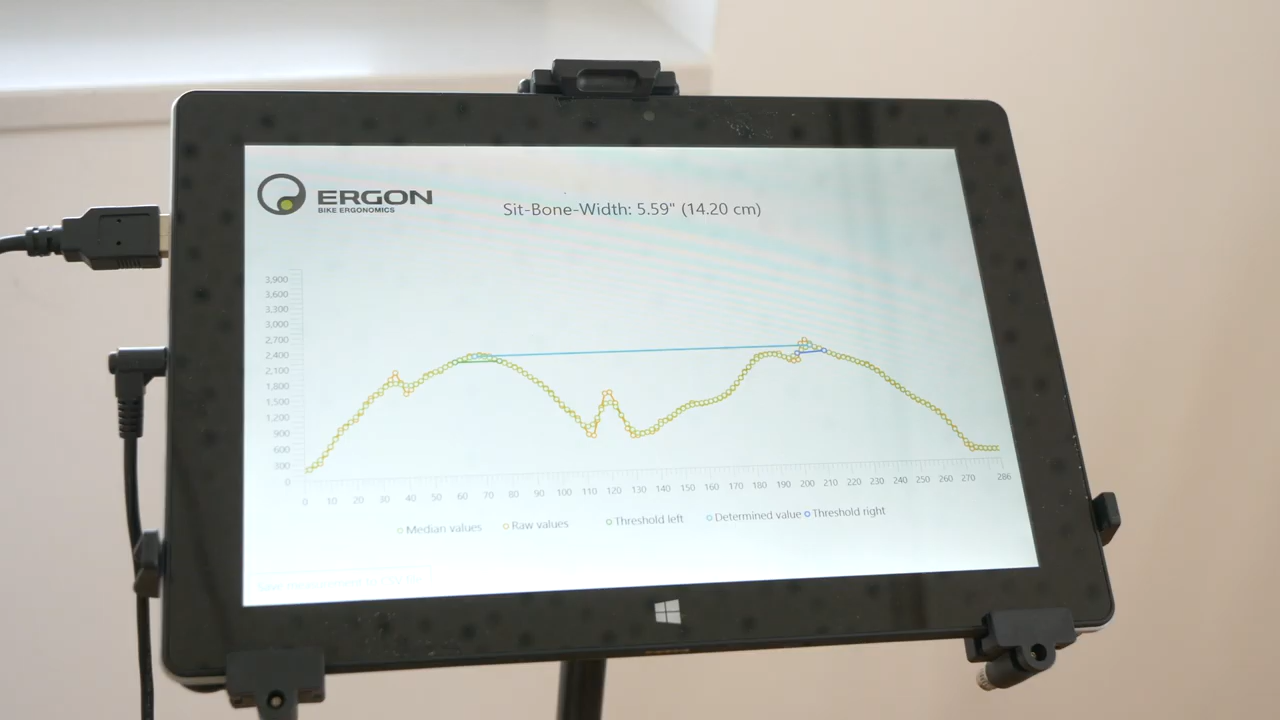 ERGON
BIKE ERGONOMICS
Sit-Bone-Width: 5.59" (14.20 cm)
3,900
3,600
3,300
3,000
2,700
2,400
2,100
1,800
1,500
1,200
900
600
300
0
0 10 20 30 40 50 60 70 80 90 100 110 120 130 140 150 160 170 180 190 200 210 220 230 240 250 260 270 286
Median values Raw values Threshold left Determined value Threshold right